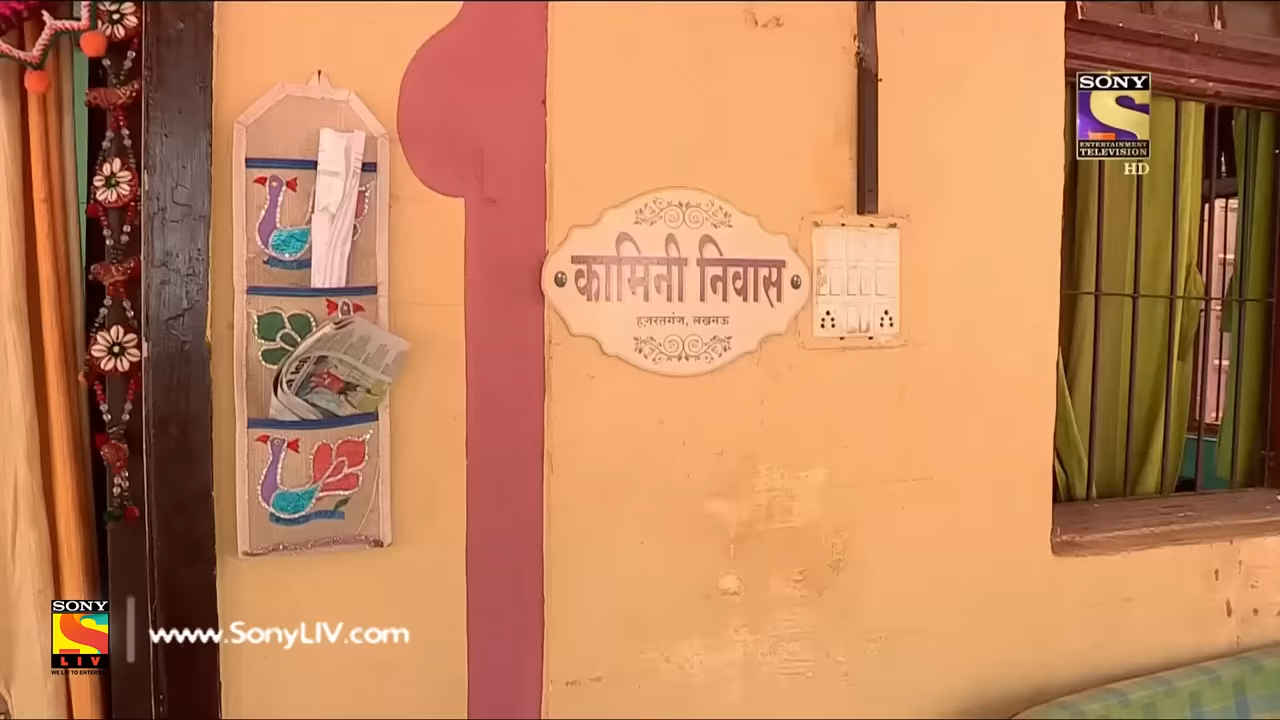 SONY
ENTERTAINMENT
TELEVISION
HD
कामिनी निवास
हज़रतगंज, लखनऊ
SONY
LIV
www.SonyLIV.com